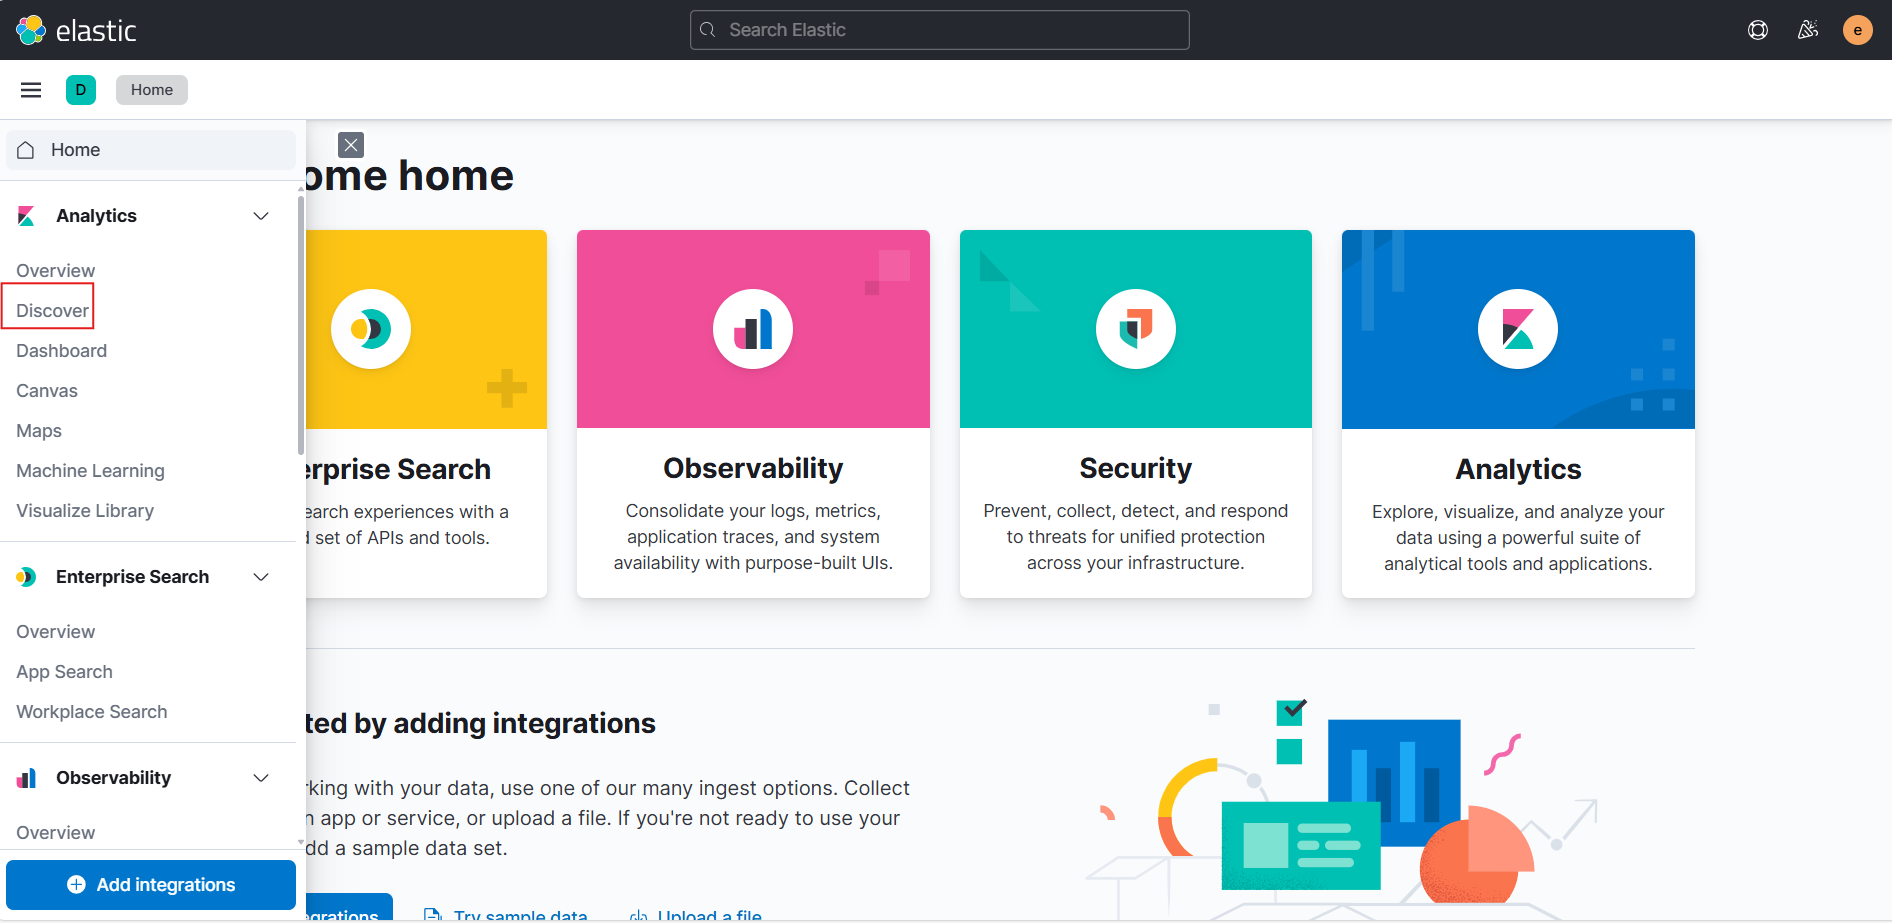 elastic
Search Elastic
e
D
Home
Home
ome home
Analytics
Overview
Discover
Dashboard
Canvas
Maps
Machine Learning
Visualize Library
Enterprise Search
Overview
App Search
Workplace Search
Observability
Overview
Add integrations
erprise Search
earch experiences with a
d set of APIs and tools.
Observability
Consolidate your logs, metrics,
application traces, and system
availability with purpose-built UIs.
Security
Prevent, collect, detect, and respond
to threats for unified protection
across your infrastructure.
Analytics
Explore, visualize, and analyze your
data using a powerful suite of
analytical tools and applications.
ted by adding integrations
rking with your data, use one of our many ingest options. Collect
n app or service, or upload a file. If you're not ready to use your
dd a sample data set.
egrations
Try sample data
Upload a file